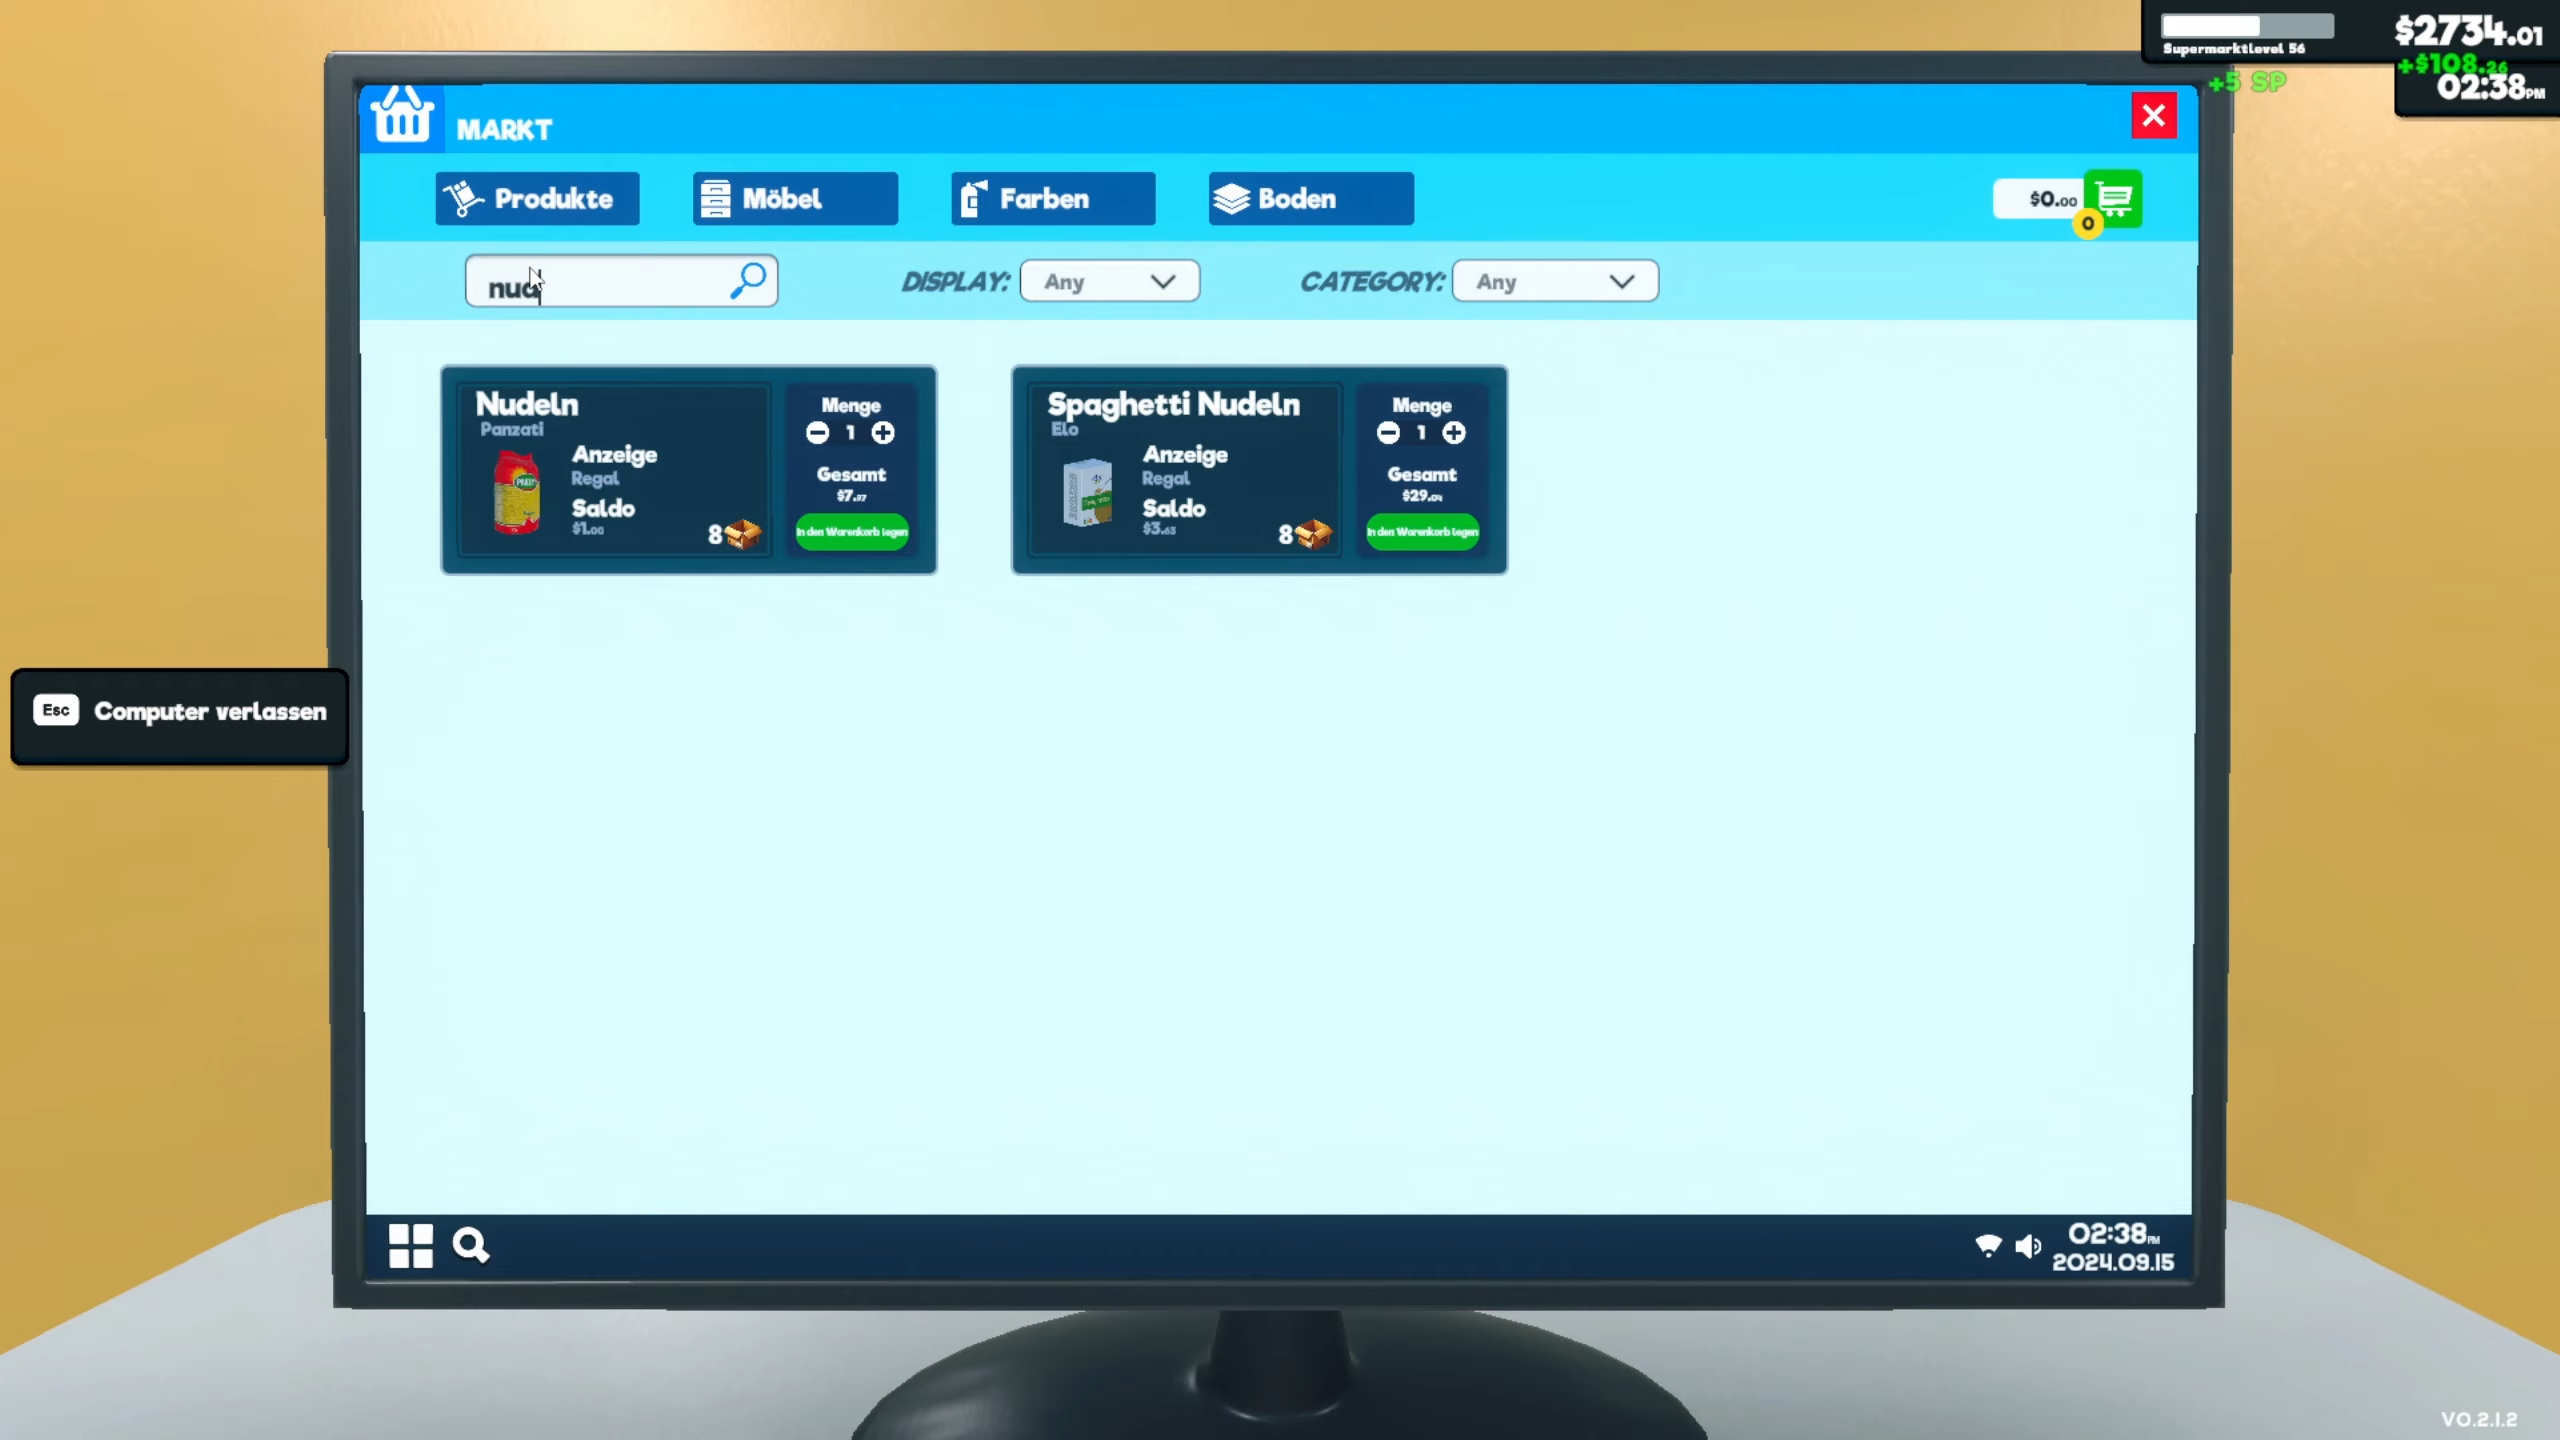 Supermarktlevel 56
$2734.01
+$108.26
+5 SP
02:38PM
MARKT
Produkte
Möbel
Farben
Boden
$0.00
0
nud
DISPLAY:
Any
CATEGORY:
Any
Nudeln
Panzati
Anzeige
Regal
Saldo
$1.00
8
Menge
1
Gesamt
$7.97
In den Warenkorb legen
Spaghetti Nudeln
Elo
Anzeige
Regal
Saldo
$3.63
8
Menge
1
Gesamt
$29.04
In den Warenkorb legen
Esc Computer verlassen
02:38PM
2024.09.15
V0.2.1.2